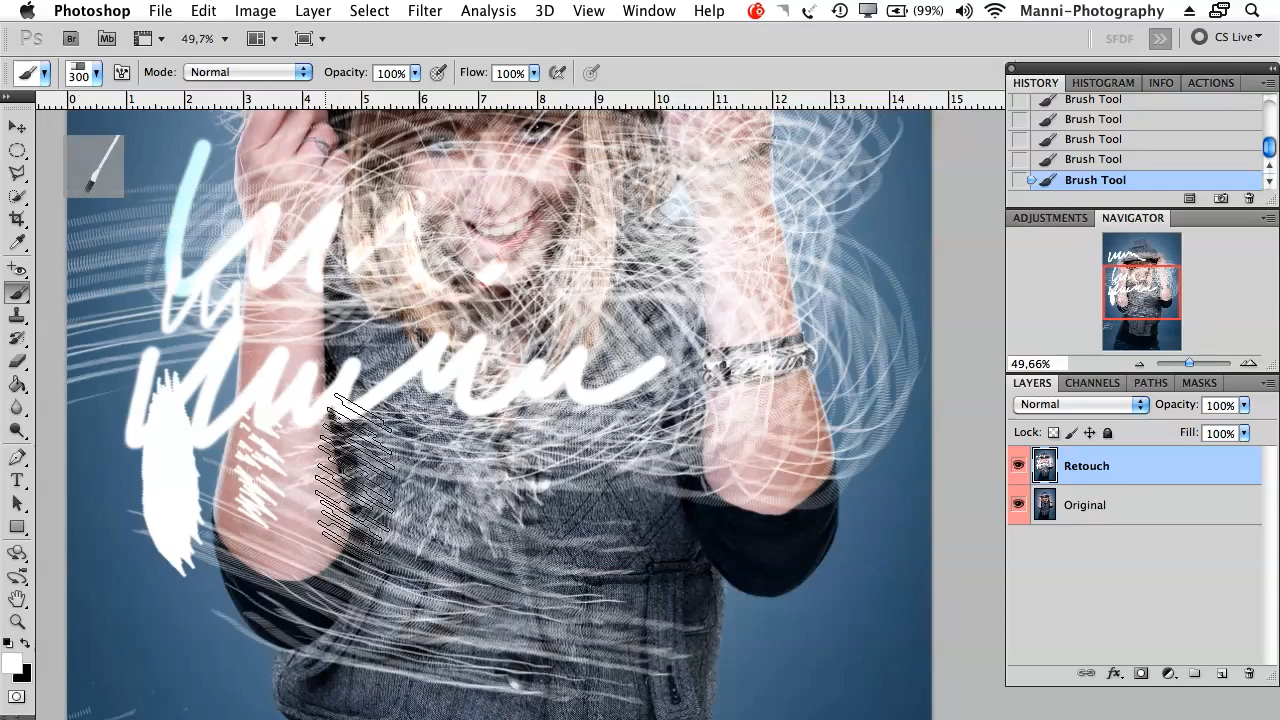 Photoshop File Edit Image Layer Select Filter Analysis 3D View Window Help (99%) Manni-Photography
Ps Br Mb 49,7% SFDF CS Live
300 Mode: Normal Opacity: 100% Flow: 100%
0 1 2 3 4 5 6 7 8 9 10 11 12 13 14 15
HISTORY HISTOGRAM INFO ACTIONS
Brush Tool
Brush Tool
Brush Tool
Brush Tool
Brush Tool
ADJUSTMENTS NAVIGATOR
49,66%
LAYERS CHANNELS PATHS MASKS
Normal Opacity: 100%
Lock: Fill: 100%
Retouch
Original